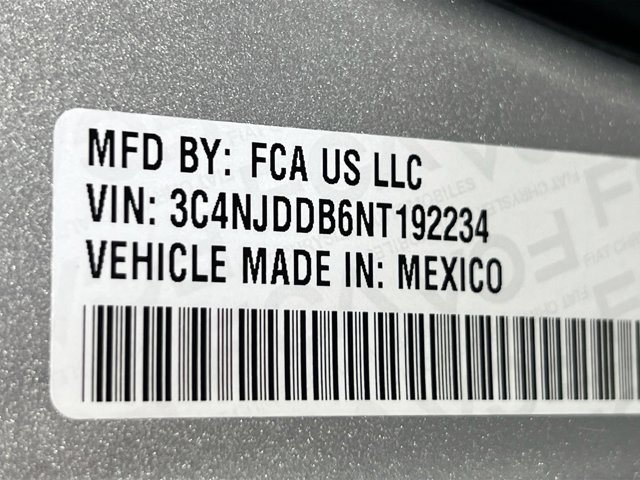 MFD BY: FCA US LLC
VIN: 3C4NJDDB6NT192234
VEHICLE MADE IN: MEXICO